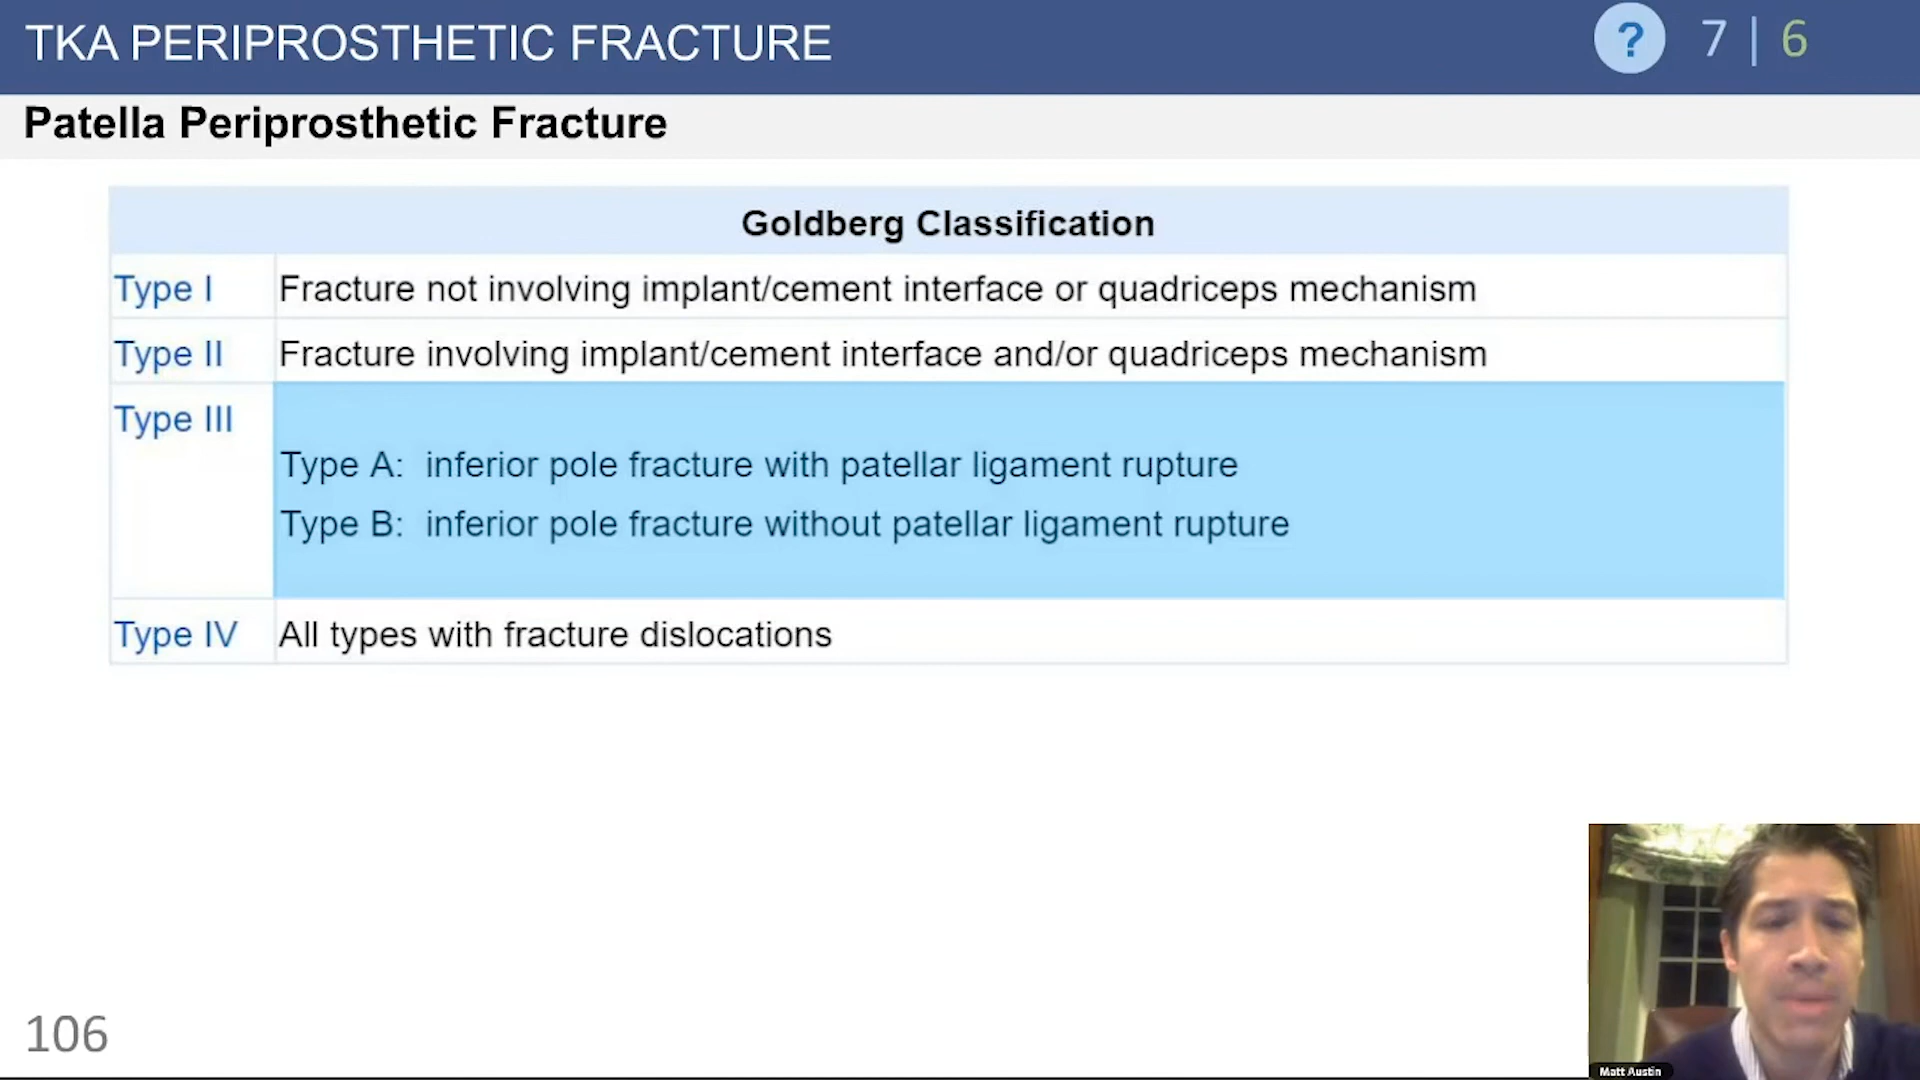 TKA PERIPROSTHETIC FRACTURE
? 7 | 6
Patella Periprosthetic Fracture
Goldberg Classification
Type I Fracture not involving implant/cement interface or quadriceps mechanism
Type II Fracture involving implant/cement interface and/or quadriceps mechanism
Type III
Type A: inferior pole fracture with patellar ligament rupture
Type B: inferior pole fracture without patellar ligament rupture
Type IV All types with fracture dislocations
106
Matt Austin